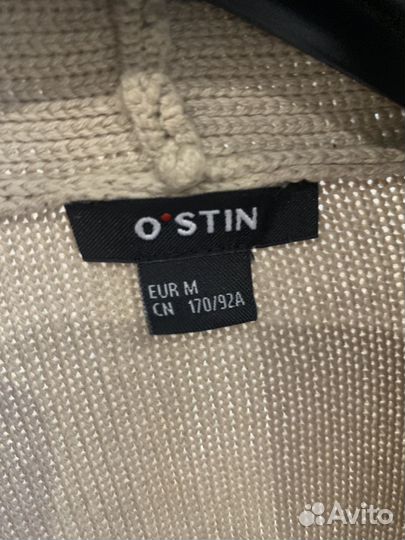 O'STIN
EUR M
CN 170/92A
Avito